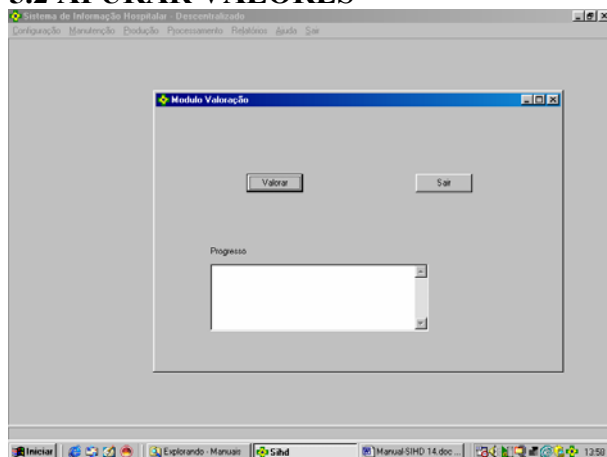 5.2 APURAR VALORES
Sistema de Informação Hospitalar - Descentralizado
Configuração Manutenção Produção Processamento Relatórios Ajuda Sair
Modulo Valoração
Valorar Sair
Progresso
Iniciar Explorando - Manuais Sihd Manual-SIHD 14.doc ... 13:50